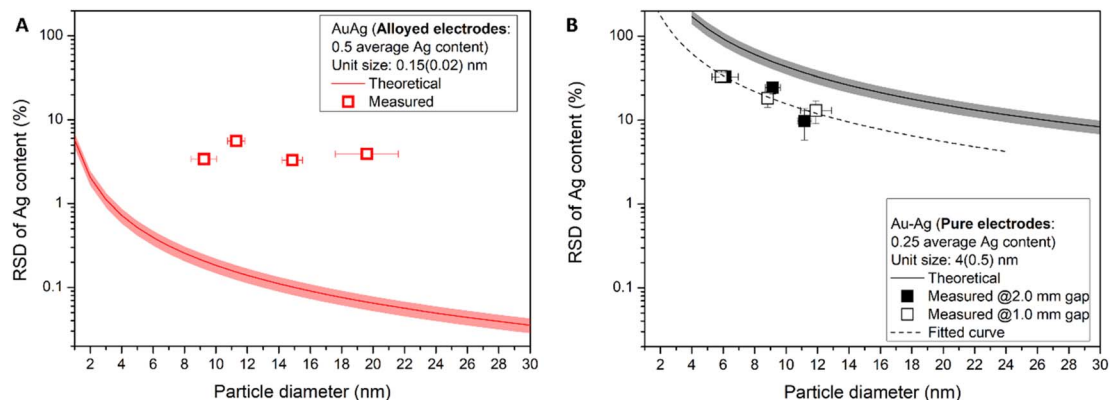 A
AuAg (Alloyed electrodes:
0.5 average Ag content)
Unit size: 0.15(0.02) nm
Theoretical
Measured
RSD of Ag content (%)
100
10
1
0.1
2 4 6 8 10 12 14 16 18 20 22 24 26 28 30
Particle diameter (nm)
B
RSD of Ag content (%)
100
10
1
0.1
Au-Ag (Pure electrodes:
0.25 average Ag content)
Unit size: 4(0.5) nm
Theoretical
Measured @2.0 mm gap
Measured @1.0 mm gap
Fitted curve
2 4 6 8 10 12 14 16 18 20 22 24 26 28 30
Particle diameter (nm)